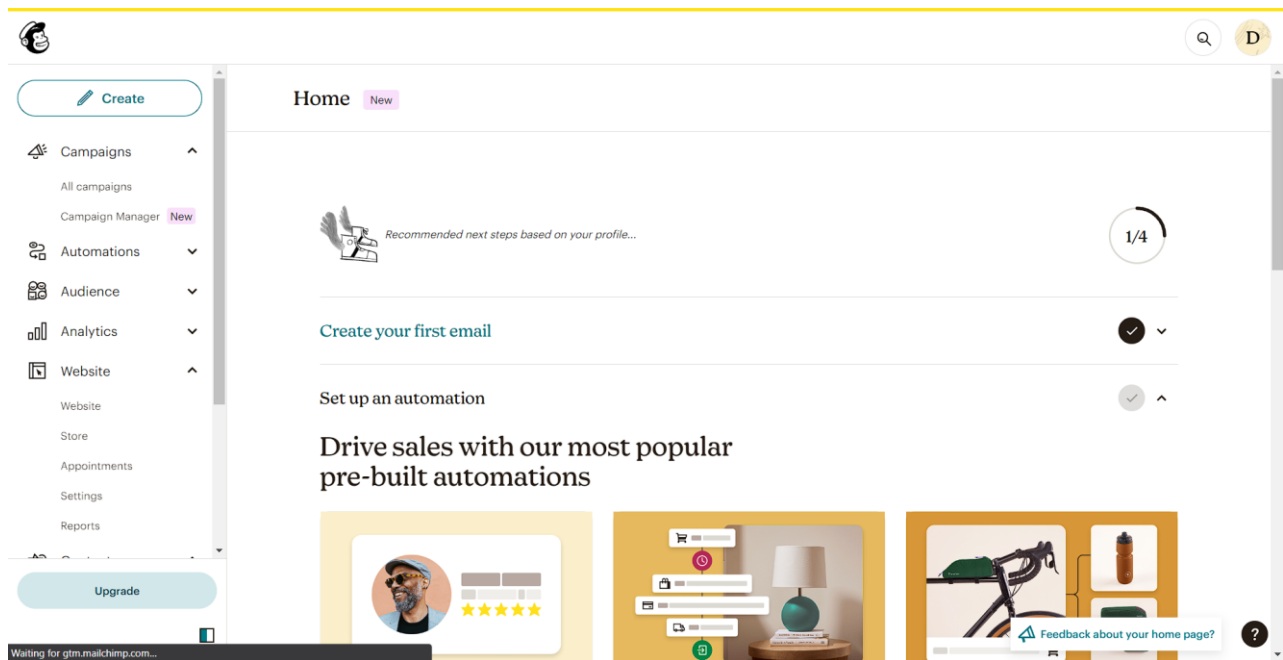 D
Create
Home New
Campaigns
All campaigns
Campaign Manager New
Automations
Audience
Analytics
Website
Website
Store
Appointments
Settings
Reports
Upgrade
Waiting for gtm.mailchimp.com...
Recommended next steps based on your profile...
1/4
Create your first email
Set up an automation
Drive sales with our most popular
pre-built automations
Feedback about your home page?
?